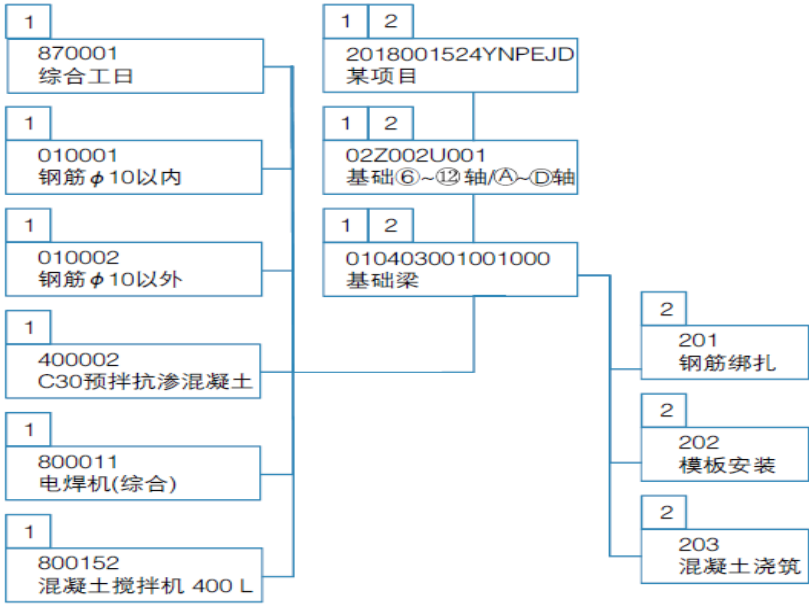 1
870001
综合工日
1
010001
钢筋ϕ10以内
1
010002
钢筋ϕ10以外
1
400002
C30预拌抗渗混凝土
1
800011
电焊机(综合)
1
800152
混凝土搅拌机 400 L
1 2
2018001524YNPEJD
某项目
1 2
02Z002U001
基础⑥~⑫轴/Ⓐ~Ⓓ轴
1 2
010403001001000
基础梁
2
201
钢筋绑扎
2
202
模板安装
2
203
混凝土浇筑